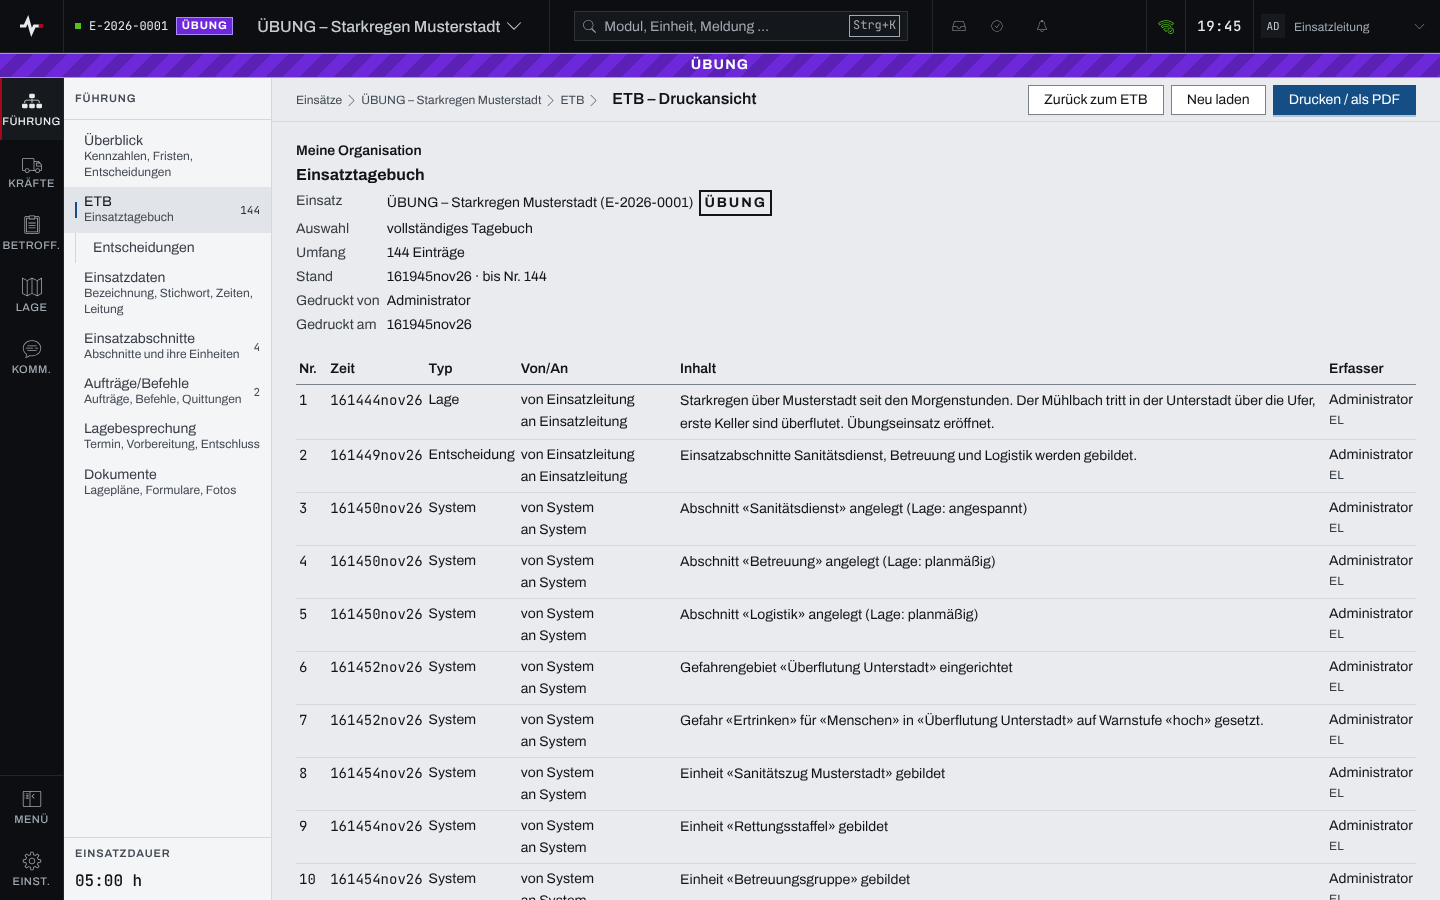 E-2026-0001 ÜBUNG ÜBUNG – Starkregen Musterstadt Modul, Einheit, Meldung ... Strg+K 19:45 AD Einsatzleitung
ÜBUNG
FÜHRUNG
KRÄFTE
BETROFF.
LAGE
KOMM.
MENÜ
EINST.
FÜHRUNG
Überblick
Kennzahlen, Fristen,
Entscheidungen
ETB
Einsatztagebuch 144
Entscheidungen
Einsatzdaten
Bezeichnung, Stichwort, Zeiten,
Leitung
Einsatzabschnitte
Abschnitte und ihre Einheiten 4
Aufträge/Befehle
Aufträge, Befehle, Quittungen 2
Lagebesprechung
Termin, Vorbereitung, Entschluss
Dokumente
Lagepläne, Formulare, Fotos
EINSATZDAUER
05:00 h
Einsätze ÜBUNG – Starkregen Musterstadt ETB ETB – Druckansicht Zurück zum ETB Neu laden Drucken / als PDF
Meine Organisation
Einsatztagebuch
Einsatz ÜBUNG – Starkregen Musterstadt (E-2026-0001) ÜBUNG
Auswahl vollständiges Tagebuch
Umfang 144 Einträge
Stand 161945nov26 · bis Nr. 144
Gedruckt von Administrator
Gedruckt am 161945nov26
Nr. Zeit Typ Von/An Inhalt Erfasser
1 161444nov26 Lage von Einsatzleitung Starkregen über Musterstadt seit den Morgenstunden. Der Mühlbach tritt in der Unterstadt über die Ufer, Administrator
an Einsatzleitung erste Keller sind überflutet. Übungseinsatz eröffnet. EL
2 161449nov26 Entscheidung von Einsatzleitung Einsatzabschnitte Sanitätsdienst, Betreuung und Logistik werden gebildet. Administrator
an Einsatzleitung EL
3 161450nov26 System von System Abschnitt «Sanitätsdienst» angelegt (Lage: angespannt) Administrator
an System EL
4 161450nov26 System von System Abschnitt «Betreuung» angelegt (Lage: planmäßig) Administrator
an System EL
5 161450nov26 System von System Abschnitt «Logistik» angelegt (Lage: planmäßig) Administrator
an System EL
6 161452nov26 System von System Gefahrengebiet «Überflutung Unterstadt» eingerichtet Administrator
an System EL
7 161452nov26 System von System Gefahr «Ertrinken» für «Menschen» in «Überflutung Unterstadt» auf Warnstufe «hoch» gesetzt. Administrator
an System EL
8 161454nov26 System von System Einheit «Sanitätszug Musterstadt» gebildet Administrator
an System EL
9 161454nov26 System von System Einheit «Rettungsstaffel» gebildet Administrator
an System EL
10 161454nov26 System von System Einheit «Betreuungsgruppe» gebildet Administrator
an System EL